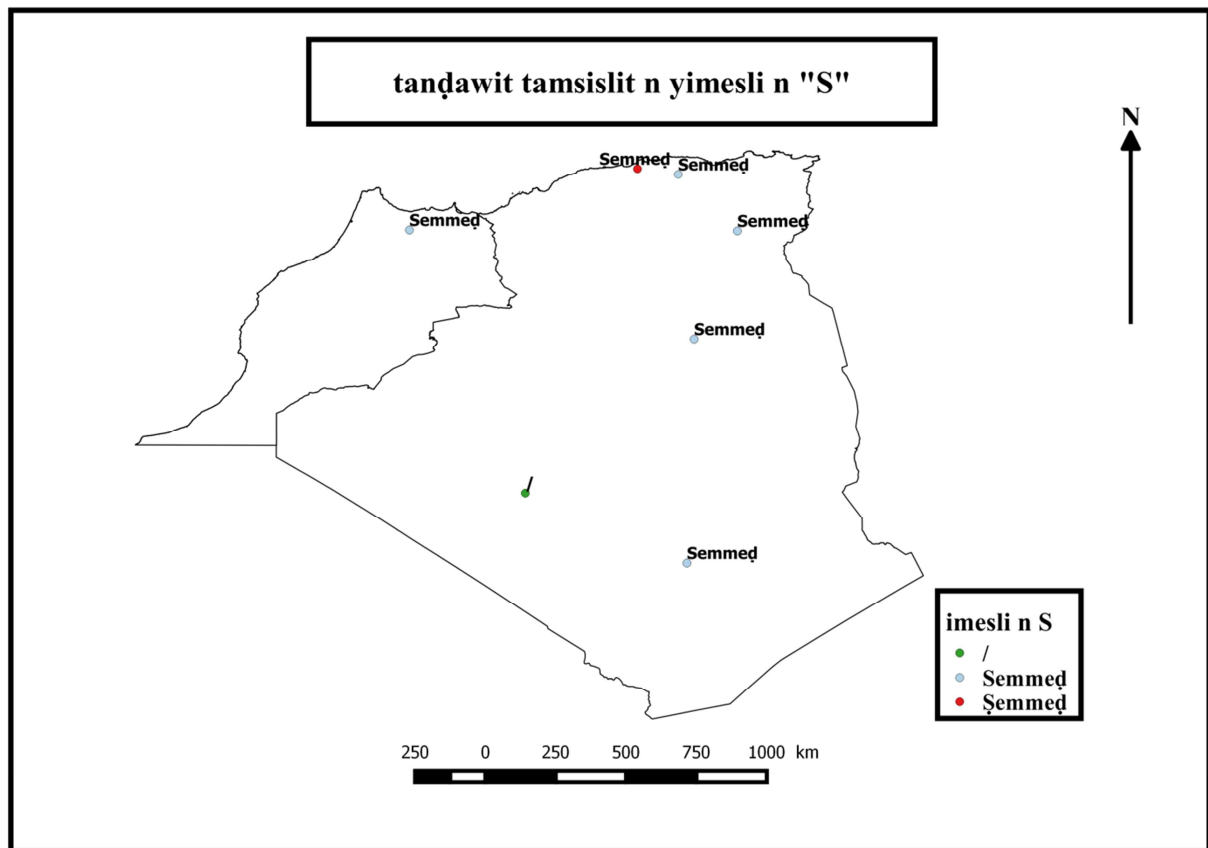 tanḍawit tamsislit n yimesli n "S"
N
Ṣemmeḍ
Semmeḍ
Semmeḍ
Semmeḍ
Semmeḍ
/
Semmeḍ
imesli n S
/
Semmeḍ
Ṣemmeḍ
250 0 250 500 750 1000 km